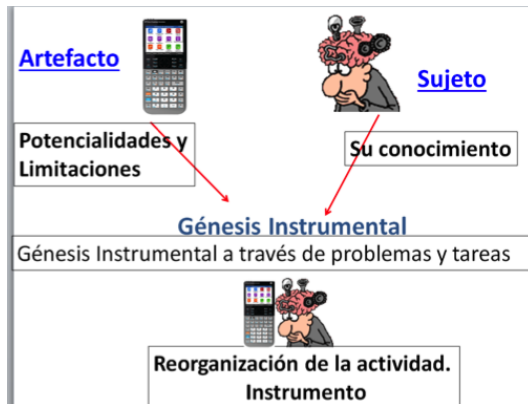 Artefacto
Sujeto
Potencialidades y
Limitaciones
Su conocimiento
Génesis Instrumental
Génesis Instrumental a través de problemas y tareas
Reorganización de la actividad.
Instrumento